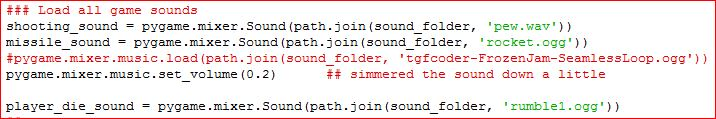 ### Load all game sounds
shooting_sound = pygame.mixer.Sound(path.join(sound_folder, 'pew.wav'))
missile_sound = pygame.mixer.Sound(path.join(sound_folder, 'rocket.ogg'))
#pygame.mixer.music.load(path.join(sound_folder, 'tgfcoder-FrozenJam-SeamlessLoop.ogg'))
pygame.mixer.music.set_volume(0.2)      ## simmered the sound down a little
player_die_sound = pygame.mixer.Sound(path.join(sound_folder, 'rumble1.ogg'))